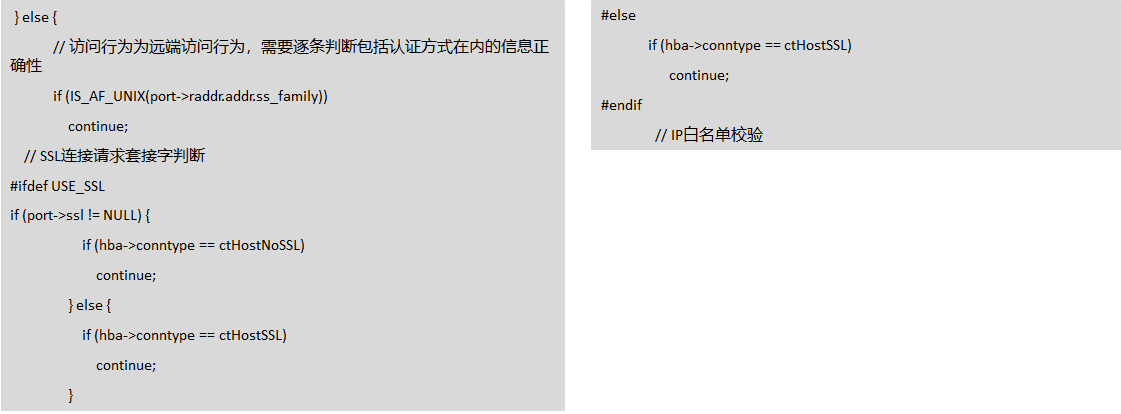 } else {
// 访问行为为远端访问行为，需要逐条判断包括认证方式在内的信息正
确性
if (IS_AF_UNIX(port->raddr.addr.ss_family))
continue;
// SSL连接请求套接字判断
#ifdef USE_SSL
if (port->ssl != NULL) {
if (hba->conntype == ctHostNoSSL)
continue;
} else {
if (hba->conntype == ctHostSSL)
continue;
}
#else
if (hba->conntype == ctHostSSL)
continue;
#endif
// IP白名单校验